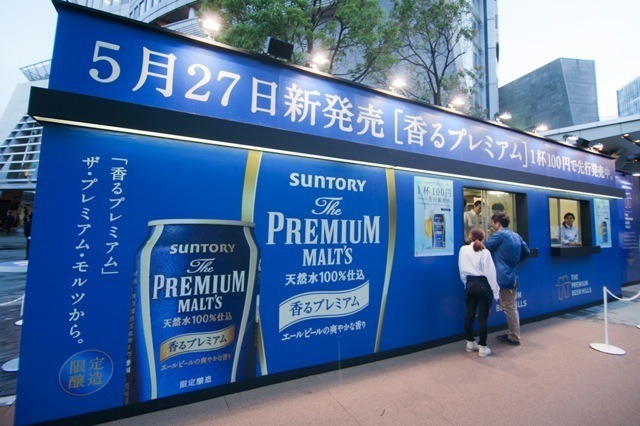 5月27日新発売[香るプレミアム]1杯100円で先行発売中。
「香るプレミアム」
ザ・プレミアム・モルツから。
限定
醸造
SUNTORY
The
PREMIUM
MALT'S
天然水100%仕込
香るプレミアム
エールビールの爽やかな香り
限定醸造
SUNTORY
The
PREMIUM
MALT'S
天然水100%仕込
香るプレミアム
エールビールの爽やかな香り
1杯100円
THE
PREMIUM
BEER HILLS